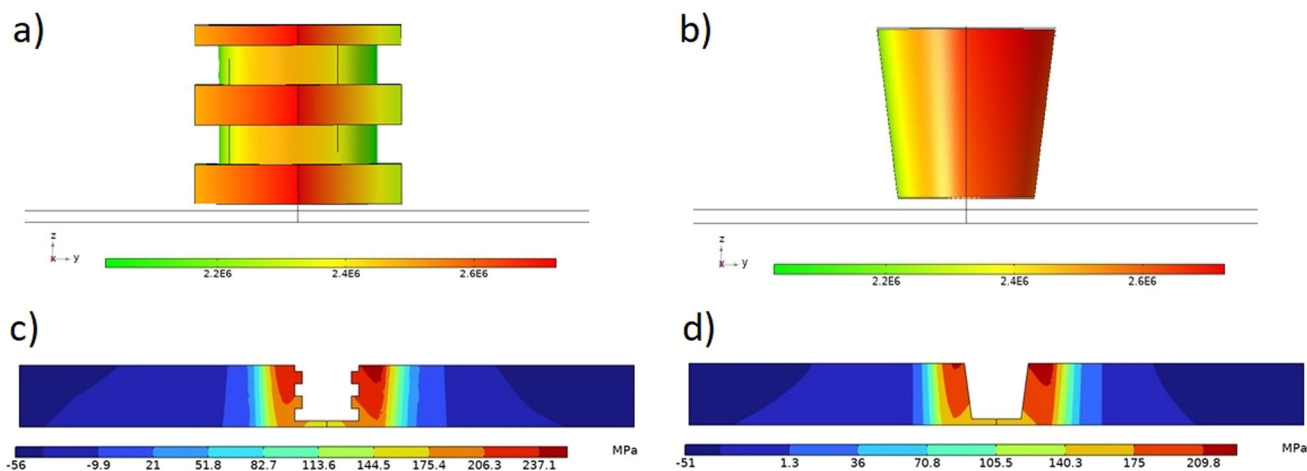 a)
b)
z
y
x
2.2E6 2.4E6 2.6E6
z
y
x
2.2E6 2.4E6 2.6E6
c)
d)
MPa
-56 -9.9 21 51.8 82.7 113.6 144.5 175.4 206.3 237.1
MPa
-51 1.3 36 70.8 105.5 140.3 175 209.8